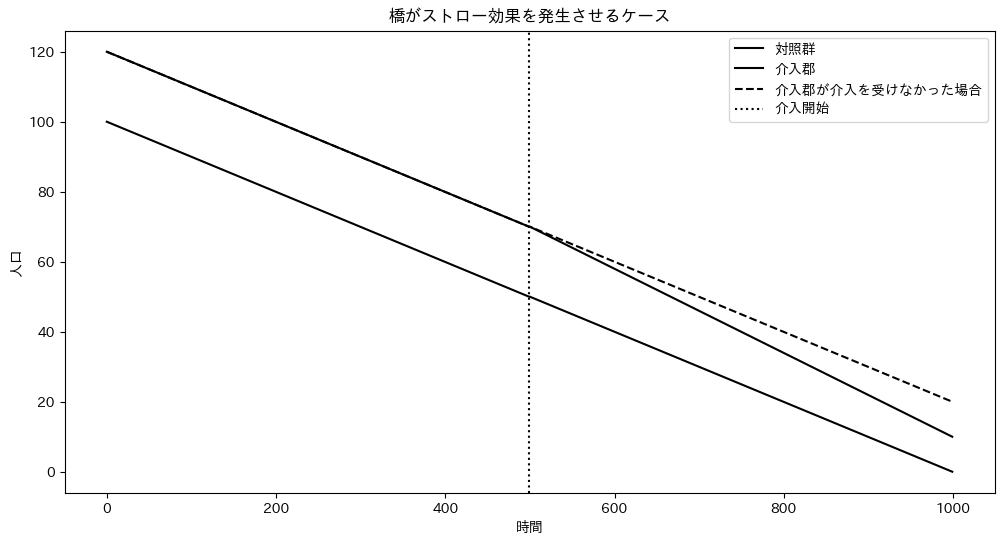 橋がストロー効果を発生させるケース
対照群
介入郡
介入郡が介入を受けなかった場合
介入開始
人口
120
100
80
60
40
20
0
0 200 400 600 800 1000
時間